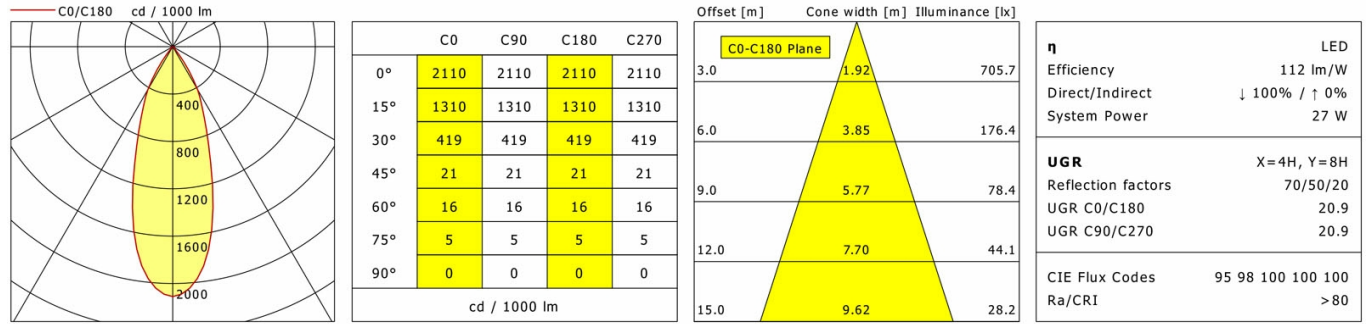 C0/C180 cd / 1000 lm
400
800
1200
1600
2000
C0 C90 C180 C270
0° 2110 2110 2110 2110
15° 1310 1310 1310 1310
30° 419 419 419 419
45° 21 21 21 21
60° 16 16 16 16
75° 5 5 5 5
90° 0 0 0 0
cd / 1000 lm
Offset [m] Cone width [m] Illuminance [lx]
C0-C180 Plane
3.0 1.92 705.7
6.0 3.85 176.4
9.0 5.77 78.4
12.0 7.70 44.1
15.0 9.62 28.2
η LED
Efficiency 112 lm/W
Direct/Indirect ↓ 100% / ↑ 0%
System Power 27 W
UGR X=4H, Y=8H
Reflection factors 70/50/20
UGR C0/C180 20.9
UGR C90/C270 20.9
CIE Flux Codes 95 98 100 100 100
Ra/CRI >80